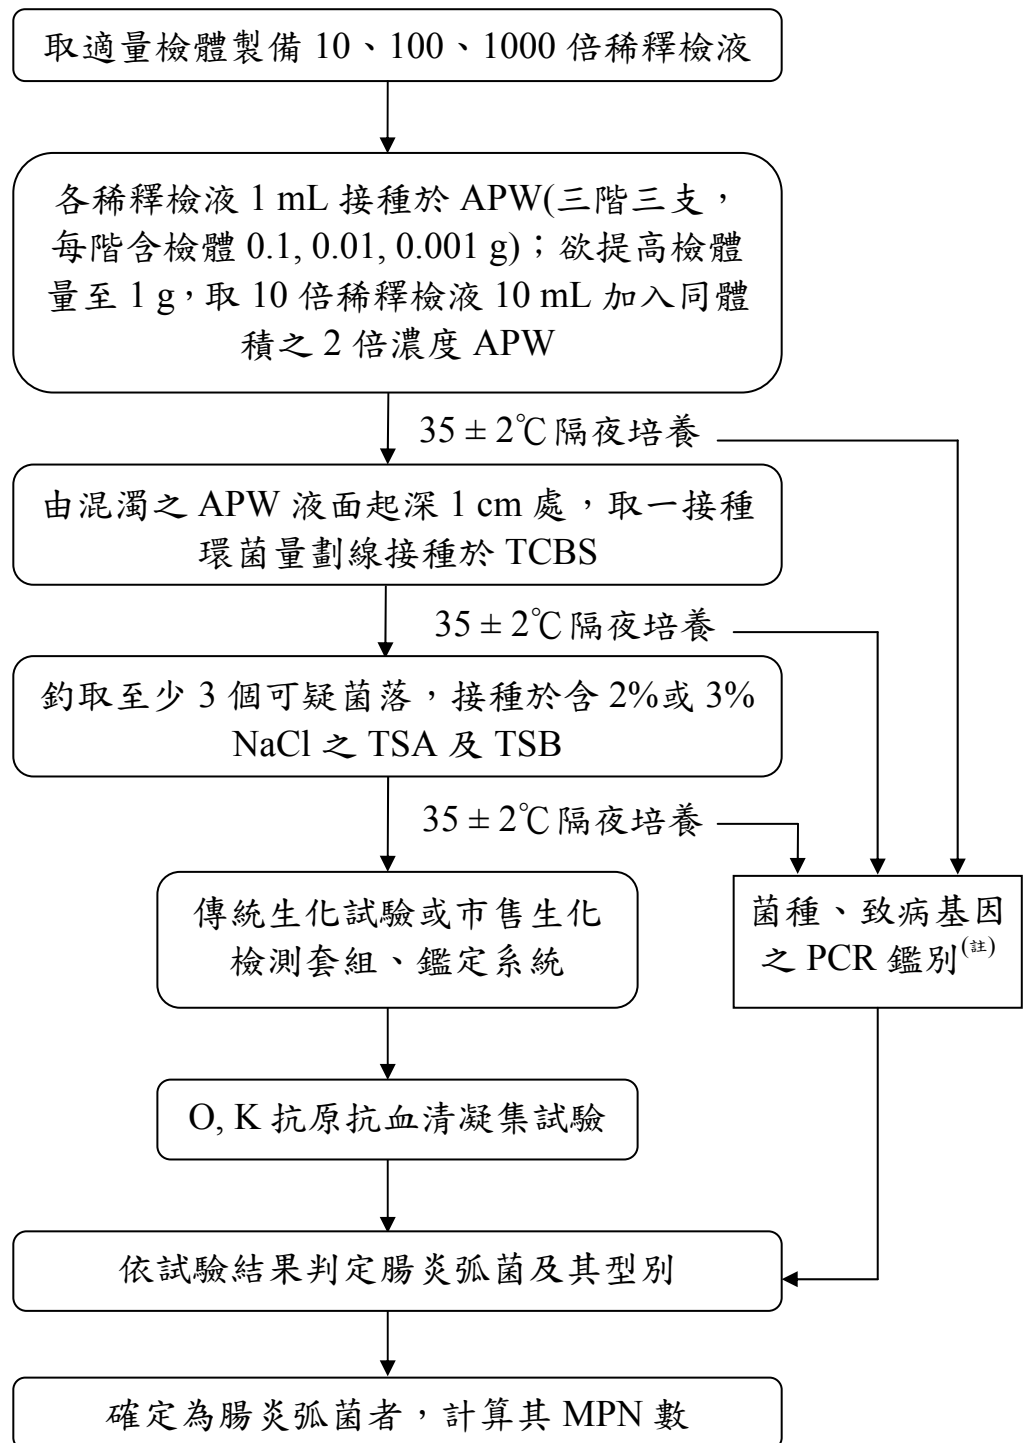 取適量檢體製備 10、100、1000 倍稀釋檢液
各稀釋檢液 1 mL 接種於 APW(三階三支，
每階含檢體 0.1, 0.01, 0.001 g)；欲提高檢體
量至 1 g，取 10 倍稀釋檢液 10 mL 加入同體
積之 2 倍濃度 APW
35 ± 2℃隔夜培養
由混濁之 APW 液面起深 1 cm 處，取一接種
環菌量劃線接種於 TCBS
35 ± 2℃隔夜培養
釣取至少 3 個可疑菌落，接種於含 2%或 3%
NaCl 之 TSA 及 TSB
35 ± 2℃隔夜培養
傳統生化試驗或市售生化
檢測套組、鑑定系統
菌種、致病基因
之 PCR 鑑別(註)
O, K 抗原抗血清凝集試驗
依試驗結果判定腸炎弧菌及其型別
確定為腸炎弧菌者，計算其 MPN 數